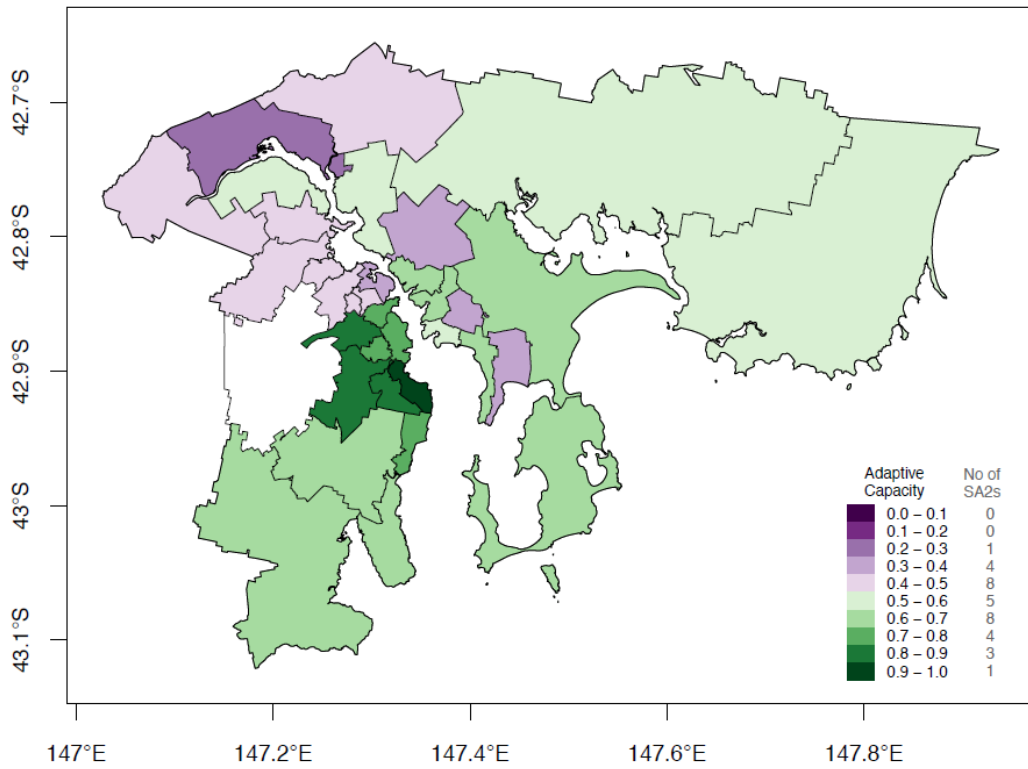 42.7°S
42.8°S
42.9°S
43°S
43.1°S
Adaptive Capacity No of SA2s
0.0 – 0.1 0
0.1 – 0.2 0
0.2 – 0.3 1
0.3 – 0.4 4
0.4 – 0.5 8
0.5 – 0.6 5
0.6 – 0.7 8
0.7 – 0.8 4
0.8 – 0.9 3
0.9 – 1.0 1
147°E 147.2°E 147.4°E 147.6°E 147.8°E